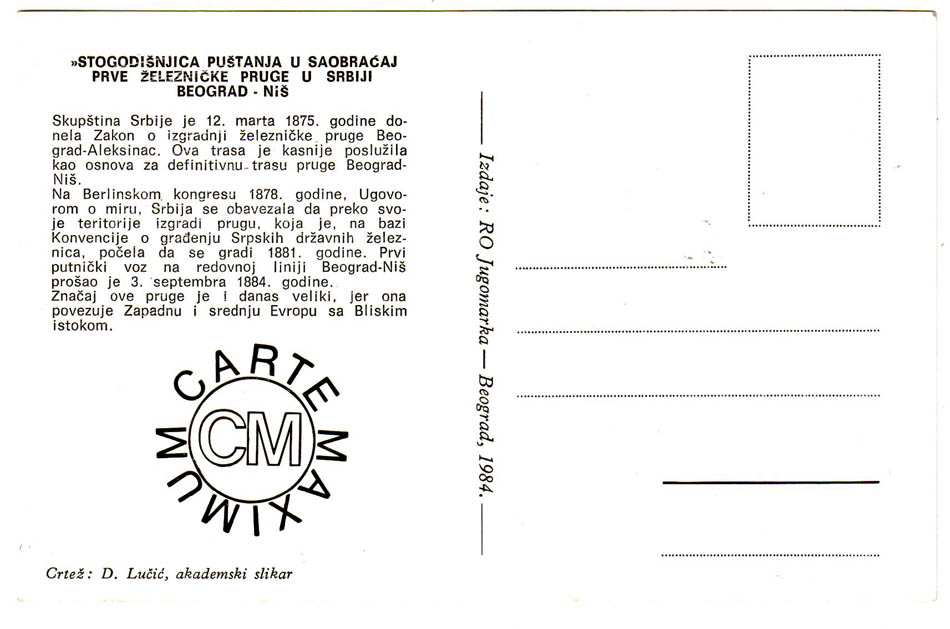 »STOGODIŠNJICA PUŠTANJA U SAOBRAĆAJ
PRVE ŽELEZNIČKE PRUGE U SRBIJI
BEOGRAD - NiŠ
Skupština Srbije je 12. marta 1875. godine do-
nela Zakon o izgradnji železničke pruge Beo-
grad-Aleksinac. Ova trasa je kasnije poslužila
kao osnova za definitivnu trasu pruge Beograd-
Niš.
Na Berlinskom kongresu 1878. godine, Ugovo-
rom o miru, Srbija se obavezala da preko svo-
je teritorije izgradi prugu, koja je, na bazi
Konvencije o građenju Srpskih državnih želez-
nica, počela da se gradi 1881. godine. Prvi
putnički voz na redovnoj liniji Beograd-Niš
prošao je 3. septembra 1884. godine.
Značaj ove pruge je i danas veliki, jer ona
povezuje Zapadnu i srednju Evropu sa Bliskim
istokom.
CARTE MAXIMUM
CM
Crtež: D. Lučić, akademski slikar
Izdaje: RO Jugomarka — Beograd, 1984.